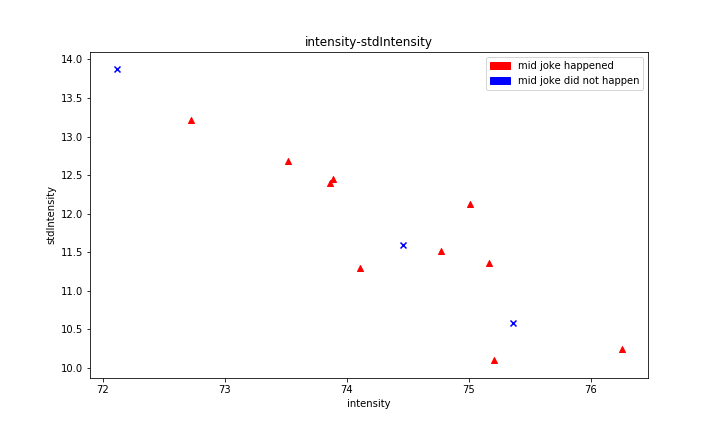 intensity-stdIntensity
mid joke happened
mid joke did not happen
stdIntensity
14.0
13.5
13.0
12.5
12.0
11.5
11.0
10.5
10.0
72
73
74
75
76
intensity